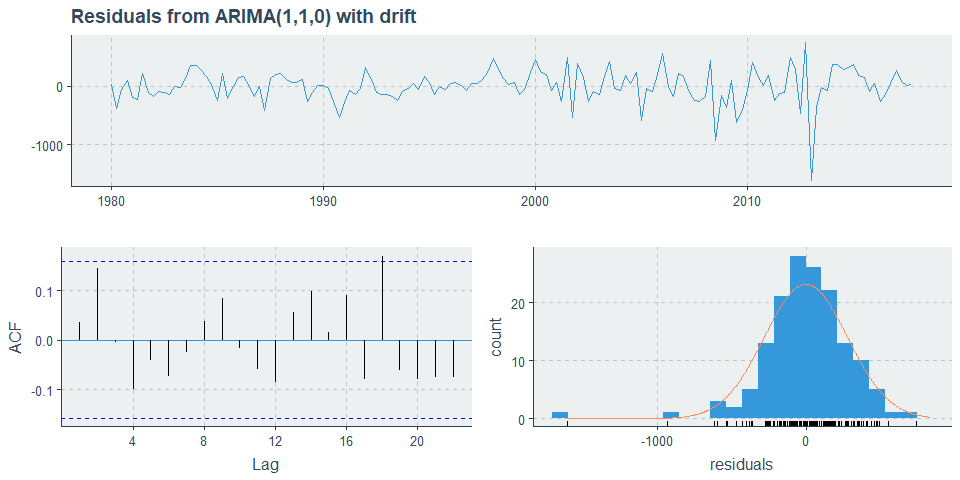 Residuals from ARIMA(1,1,0) with drift
0
-1000
1980 1990 2000 2010
ACF
0.1
0.0
-0.1
4 8 12 16 20
Lag
count
20
10
0
-1000 0
residuals